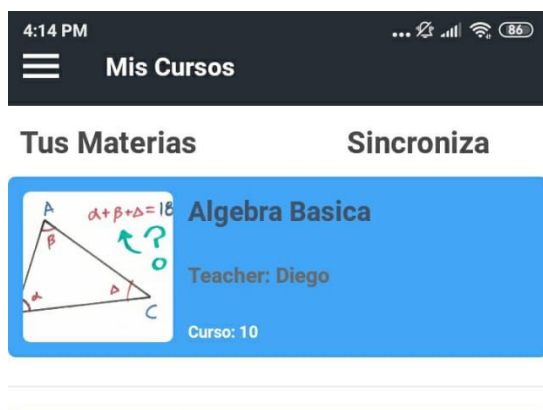 4:14 PM ... 86
Mis Cursos
Tus Materias Sincroniza
A α+β+Δ=18
β
?
α Δ
C
Algebra Basica
Teacher: Diego
Curso: 10